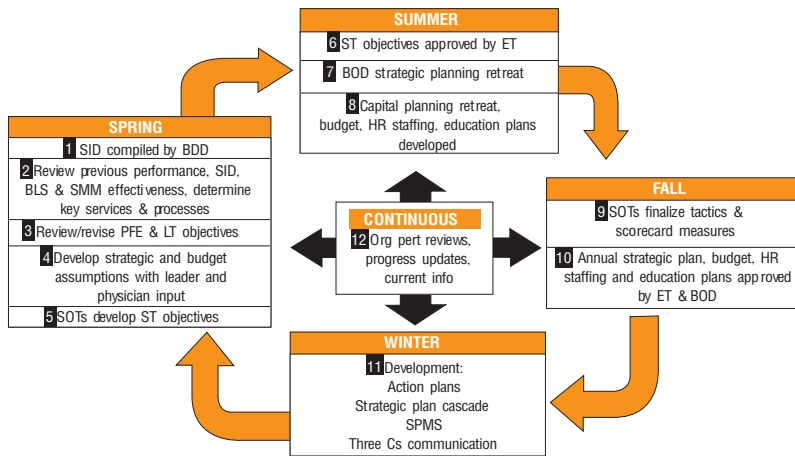 SUMMER
6 ST objectives approved by ET
7 BOD strategic planning retreat
8 Capital planning retreat,
budget, HR staffing, education plans
developed
SPRING
1 SID compiled by BDD
2 Review previous performance, SID,
BLS & SMM effectiveness, determine
key services & processes
3 Review/revise PFE & LT objectives
4 Develop strategic and budget
assumptions with leader and
physician input
5 SOTs develop ST objectives
CONTINUOUS
12 Org pert reviews,
progress updates,
current info
FALL
9 SOTs finalize tactics &
scorecard measures
10 Annual strategic plan, budget, HR
staffing and education plans approved
by ET & BOD
WINTER
11 Development:
Action plans
Strategic plan cascade
SPMS
Three Cs communication